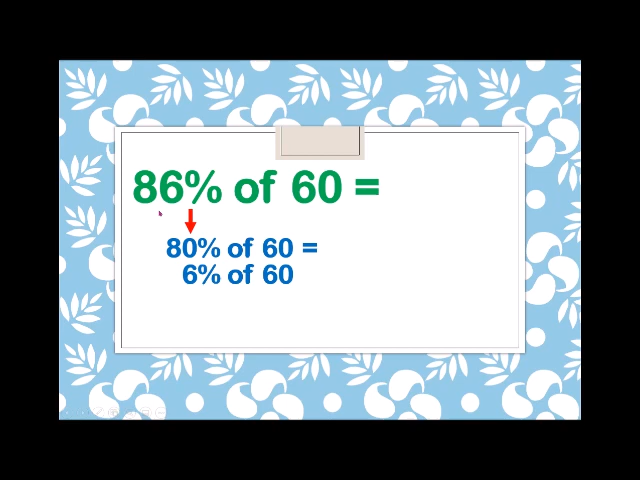 86% of 60 =
80% of 60 =
6% of 60